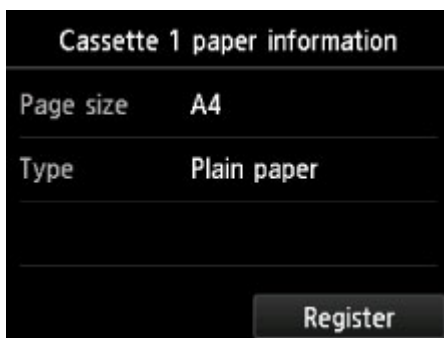 Cassette 1 paper information
Page size A4
Type Plain paper
Register